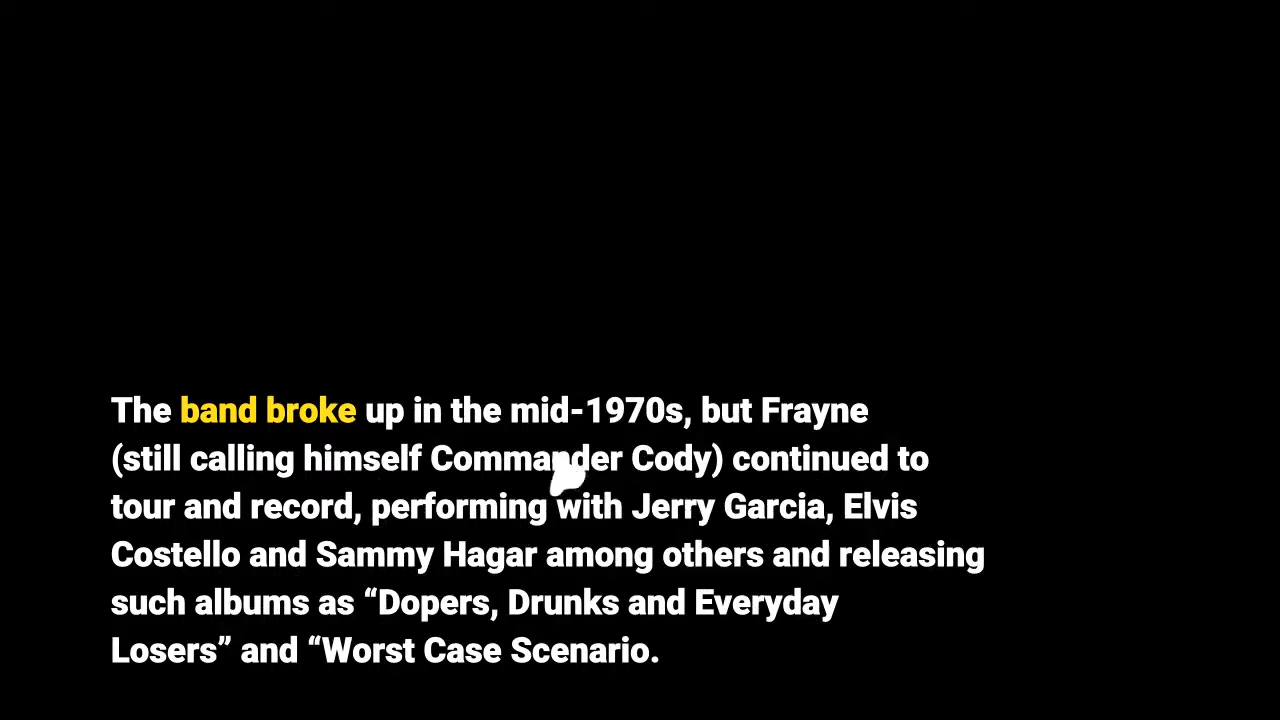 The band broke up in the mid-1970s, but Frayne
(still calling himself Commander Cody) continued to
tour and record, performing with Jerry Garcia, Elvis
Costello and Sammy Hagar among others and releasing
such albums as “Dopers, Drunks and Everyday
Losers” and “Worst Case Scenario.